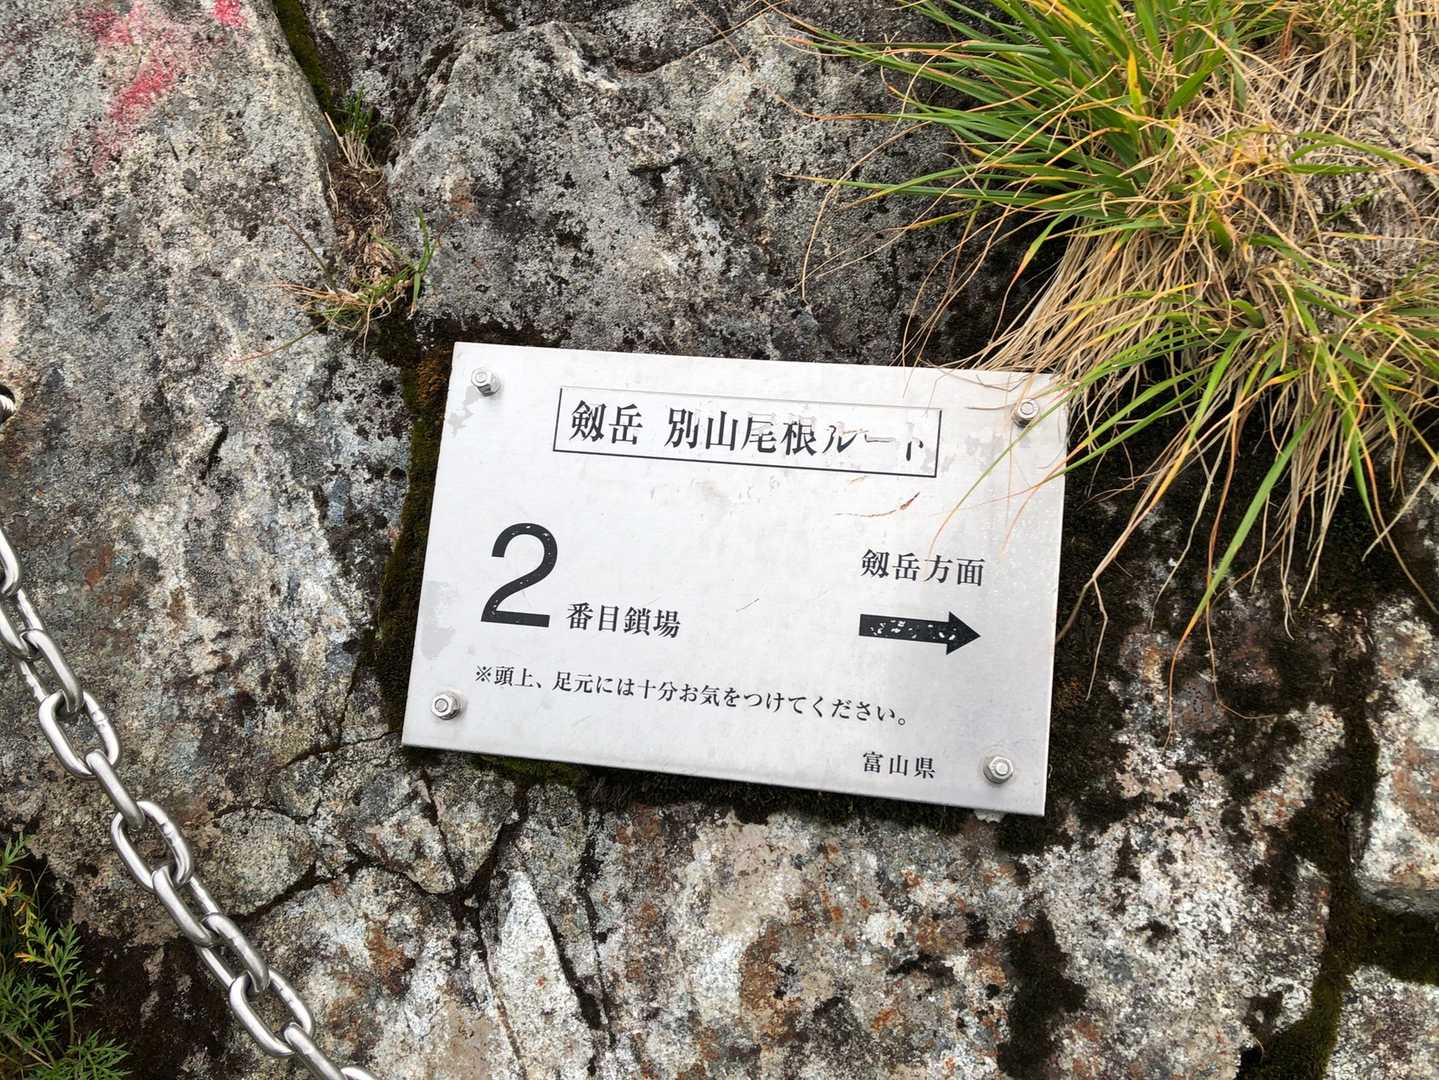 剱岳 別山尾根ルート
2番目鎖場
剱岳方面
※頭上、足元には十分お気をつけてください。
富山県